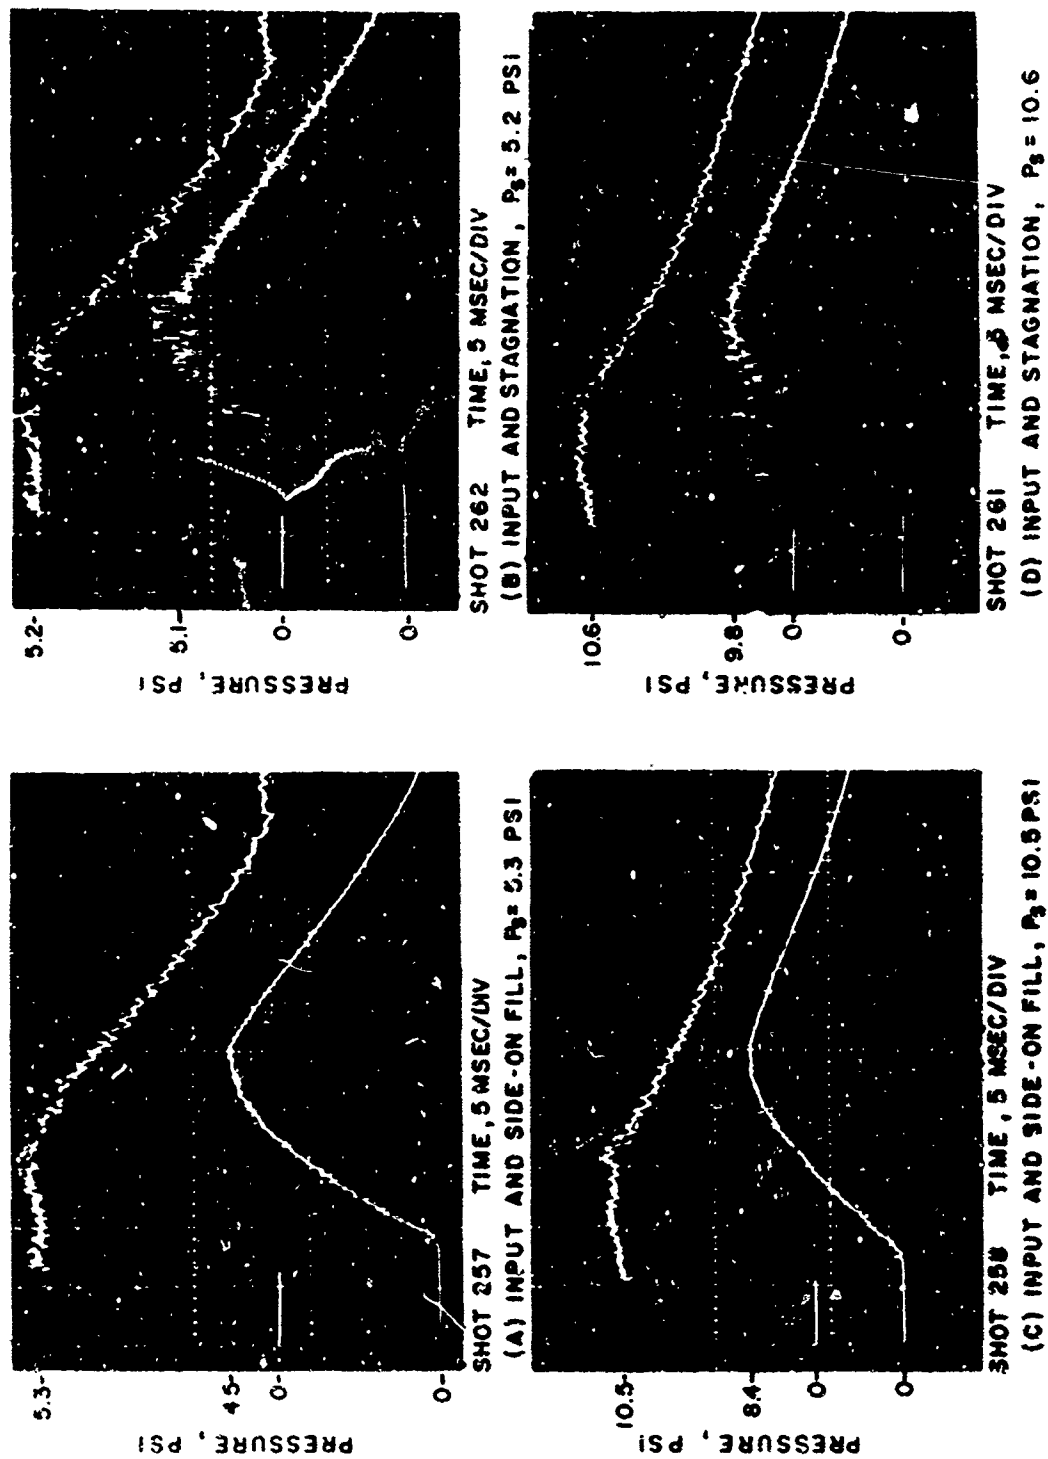 PRESSURE, PSI
5.3-
4.5-
0-
0-
SHOT 257 TIME, 5 MSEC/DIV
(A) INPUT AND SIDE-ON FILL, PS = 5.3 PSI
PRESSURE, PSI
5.2-
5.1-
0-
0-
SHOT 262 TIME, 5 MSEC/DIV
(B) INPUT AND STAGNATION, PS = 5.2 PSI
PRESSURE, PSI
10.5-
8.4-
0-
0-
SHOT 258 TIME, 5 MSEC/DIV
(C) INPUT AND SIDE-ON FILL, PS = 10.5 PSI
PRESSURE, PSI
10.6-
9.8-
0-
0-
SHOT 261 TIME, 5 MSEC/DIV
(D) INPUT AND STAGNATION, PS = 10.6